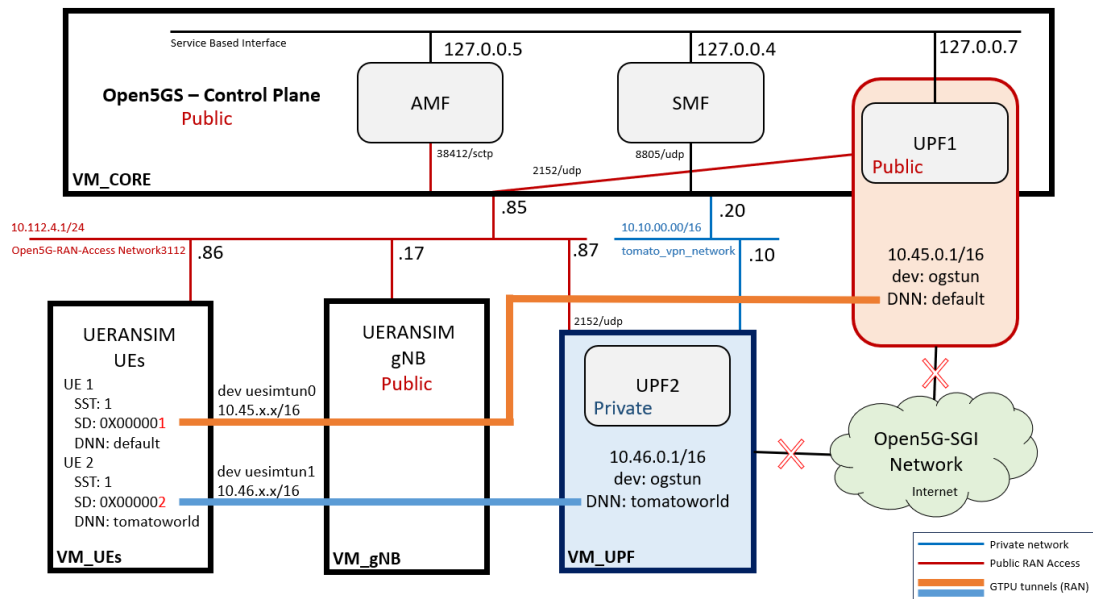 Service Based Interface
127.0.0.5
127.0.0.4
127.0.0.7
Open5GS – Control Plane
Public
AMF
SMF
UPF1
Public
38412/sctp
2152/udp
8805/udp
VM_CORE
.85
.20
10.112.4.1/24
Open5G-RAN-Access Network3112
10.10.00.00/16
tomato_vpn_network
.86
.17
.87
.10
10.45.0.1/16
dev: ogstun
DNN: default
2152/udp
UERANSIM
UEs
UE 1
SST: 1
SD: 0X000001
DNN: default
UE 2
SST: 1
SD: 0X000002
DNN: tomatoworld
VM_UEs
dev uesimtun0
10.45.x.x/16
dev uesimtun1
10.46.x.x/16
UERANSIM
gNB
Public
VM_gNB
UPF2
Private
10.46.0.1/16
dev: ogstun
DNN: tomatoworld
VM_UPF
Open5G-SGI
Network
Internet
Private network
Public RAN Access
GTPU tunnels (RAN)